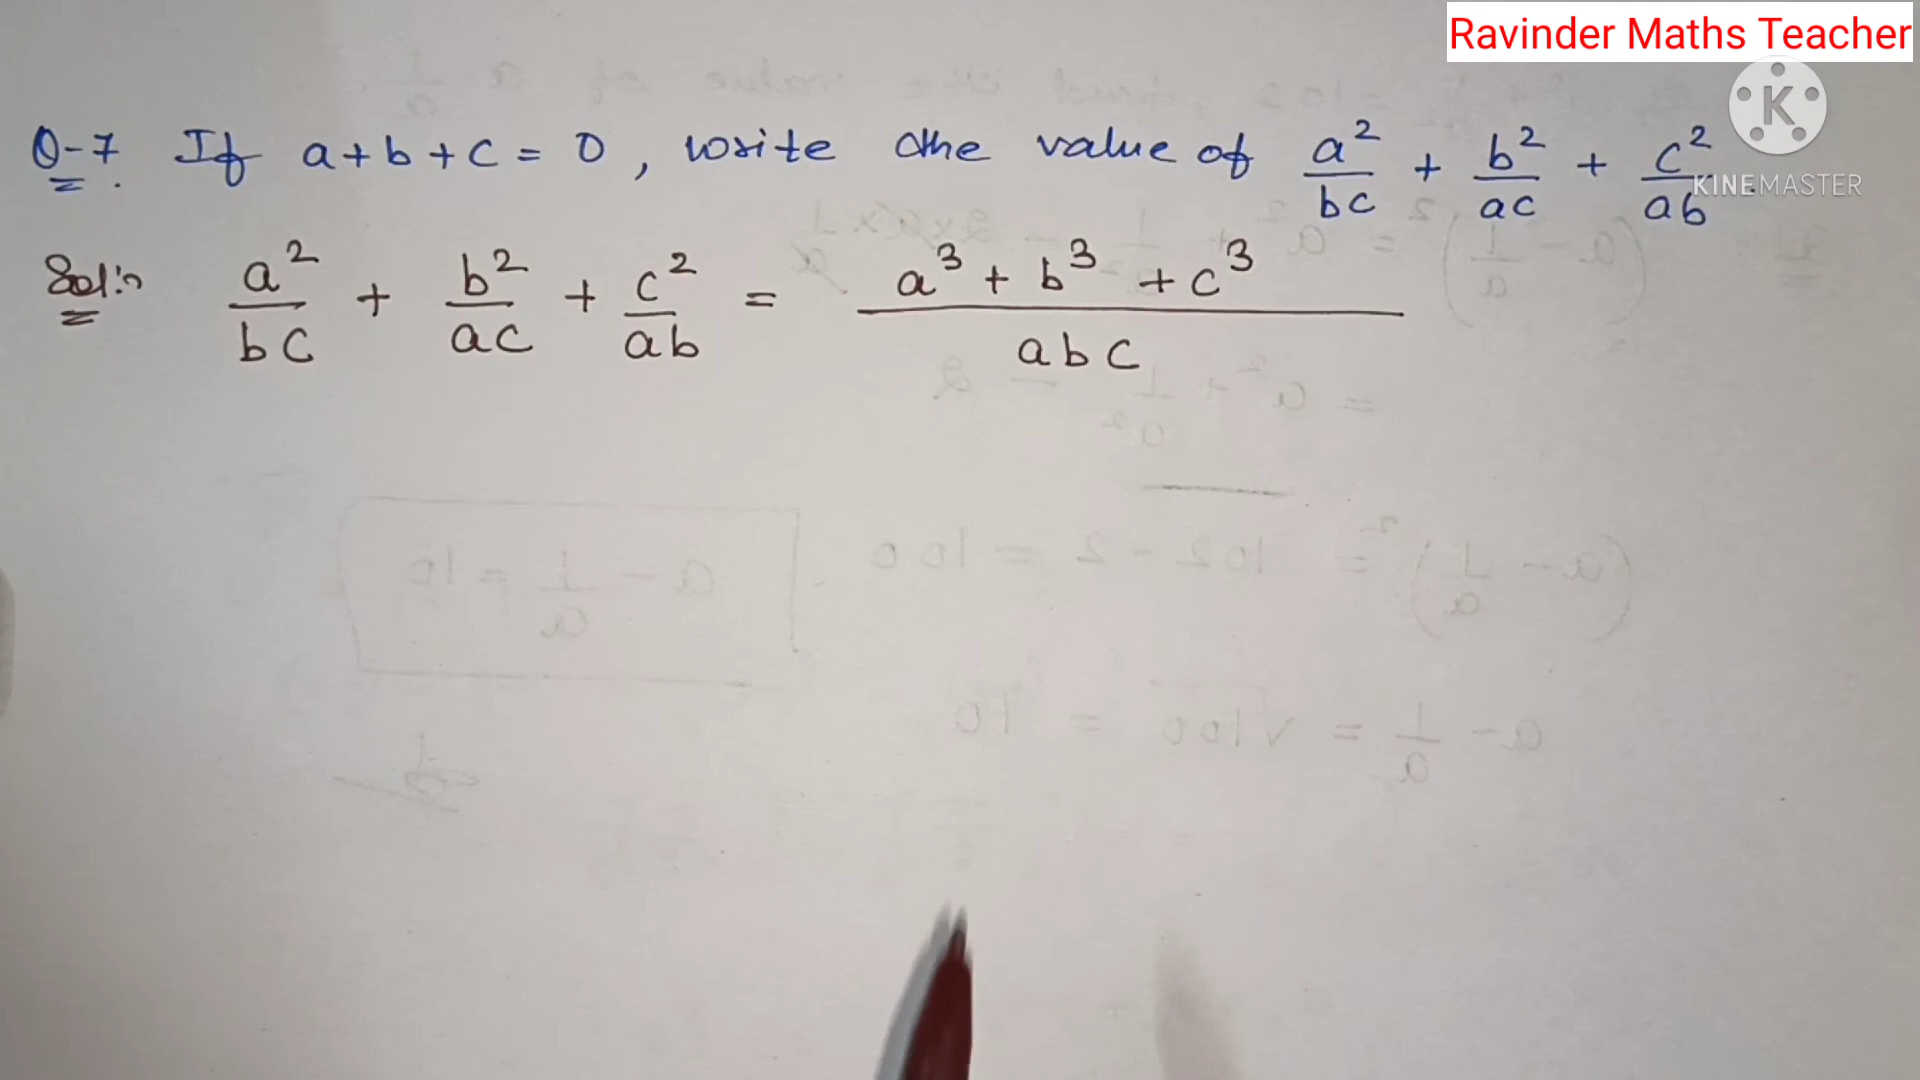 Ravinder Maths Teacher
K
KINEMASTER
Q-7. If a+b+c = 0, write the value of a²/bc + b²/ac + c²/ab
Sol:n a²/bc + b²/ac + c²/ab = a³ + b³ + c³/abc